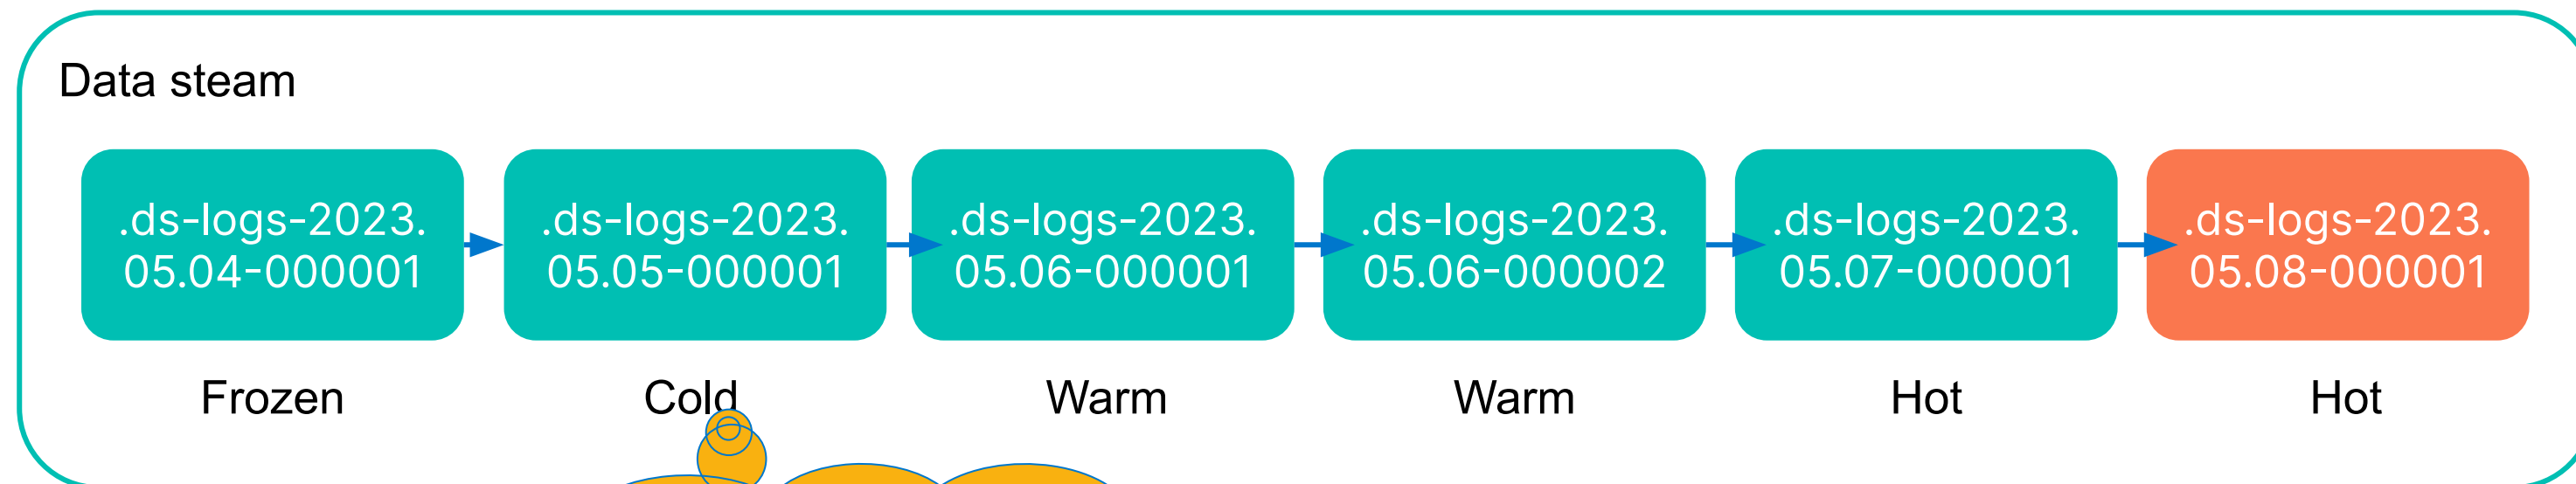 Data steam
.ds-logs-2023.
05.04-000001
.ds-logs-2023.
05.05-000001
.ds-logs-2023.
05.06-000001
.ds-logs-2023.
05.06-000002
.ds-logs-2023.
05.07-000001
.ds-logs-2023.
05.08-000001
Frozen
Cold
Warm
Warm
Hot
Hot